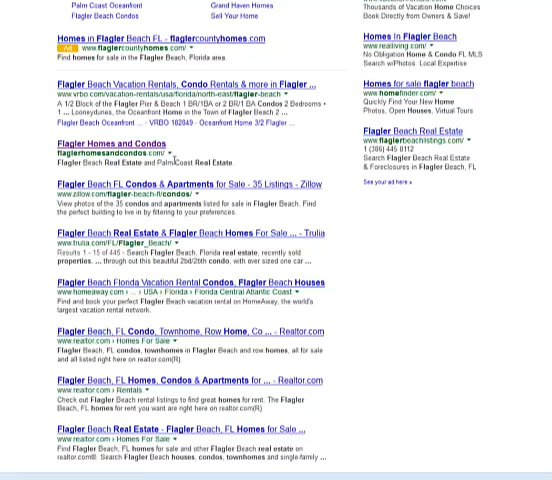 Palm Coast Oceanfront
Flagler Beach Condos
Grand Haven Homes
Sell Your Home
Homes in Flagler Beach FL - flaglercountyhomes.com
Ad www.flaglercountyhomes.com/
Find homes for sale in the Flagler Beach, Florida area.
Flagler Beach Vacation Rentals, Condo Rentals & more in Flagler ...
www.vrbo.com/vacation-rentals/usa/florida/north-east/flagler-beach
A 1/2 Block of the Flagler Pier & Beach 1 BR/1BA or 2 BR/1 BA Condos 2 Bedrooms •
1 ... Looneydunes, the Oceanfront Home in the Town of Flagler Beach 2 ...
Flagler Beach Oceanfront ... - VRBO 182849 - Oceanfront Home 3/2 Flagler ...
Flagler Homes and Condos
flaglerhomesandcondos.com/
Flagler Beach Real Estate and Palm Coast Real Estate.
Flagler Beach FL Condos & Apartments for Sale - 35 Listings - Zillow
www.zillow.com/flagler-beach-fl/condos/
View photos of the 35 condos and apartments listed for sale in Flagler Beach. Find
the perfect building to live in by filtering to your preferences.
Flagler Beach Real Estate & Flagler Beach Homes For Sale ... - Trulia
www.trulia.com/FL/Flagler_Beach/
Results 1 - 15 of 445 - Search Flagler Beach, Florida real estate, recently sold
properties, ... through out this beautiful 2bd/2bth condo, with over sized one car ...
Flagler Beach Florida Vacation Rental Condos, Flagler Beach Houses
www.homeaway.com › ... › USA › Florida › Florida Central Atlantic Coast
Find and book your perfect Flagler Beach vacation rental on HomeAway, the world's
largest vacation rental network.
Flagler Beach, FL Condo, Townhome, Row Home, Co ... - Realtor.com
www.realtor.com › Homes For Sale
Flagler Beach, FL condos, townhomes in Flagler Beach and row homes, all for sale
and all listed right here on realtor.com(R)
Flagler Beach, FL Homes, Condos & Apartments for ... - Realtor.com
www.realtor.com › Rentals
Check out Flagler Beach rental listings to find great homes for rent. The Flagler
Beach, FL homes for rent you want are right here on realtor.com(R)
Flagler Beach Real Estate - Flagler Beach, FL Homes for Sale ...
www.realtor.com › Homes For Sale
Find Flagler Beach, FL homes for sale and other Flagler Beach real estate on
realtor.com®. Search Flagler Beach houses, condos, townhomes and single-family ...
Thousands of Vacation Home Choices
Book Directly from Owners & Save!
Homes In Flagler Beach
www.realliving.com/
No Obligation Home & Condo FL MLS
Search w/Photos. Local Expertise
Homes for sale flagler beach
www.homefinder.com/
Quickly Find Your New Home
Photos, Open Houses, Virtual Tours
Flagler Beach Real Estate
www.flaglerbeachlistings.com/
1 (386) 445 8112
Search Flagler Beach Real Estate
& Foreclosures in Flagler Beach, FL
See your ad here »